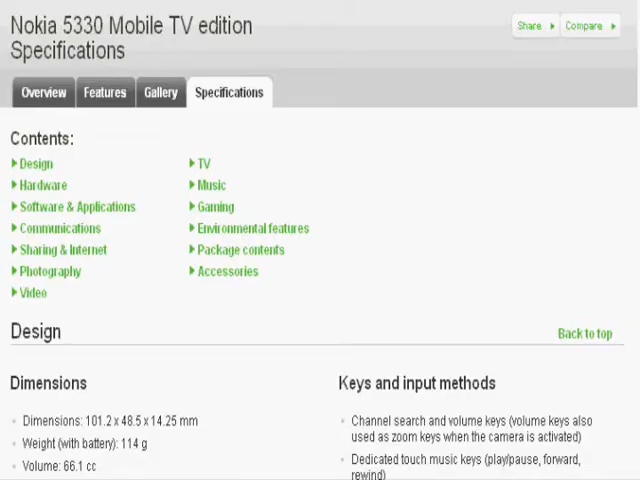 Nokia 5330 Mobile TV edition
Specifications
Share
Compare
Overview
Features
Gallery
Specifications
Contents:
Design
Hardware
Software & Applications
Communications
Sharing & Internet
Photography
Video
TV
Music
Gaming
Environmental features
Package contents
Accessories
Design
Back to top
Dimensions
Dimensions: 101.2 x 48.5 x 14.25 mm
Weight (with battery): 114 g
Volume: 66.1 cc
Keys and input methods
Channel search and volume keys (volume keys also
used as zoom keys when the camera is activated)
Dedicated touch music keys (play/pause, forward,
rewind)